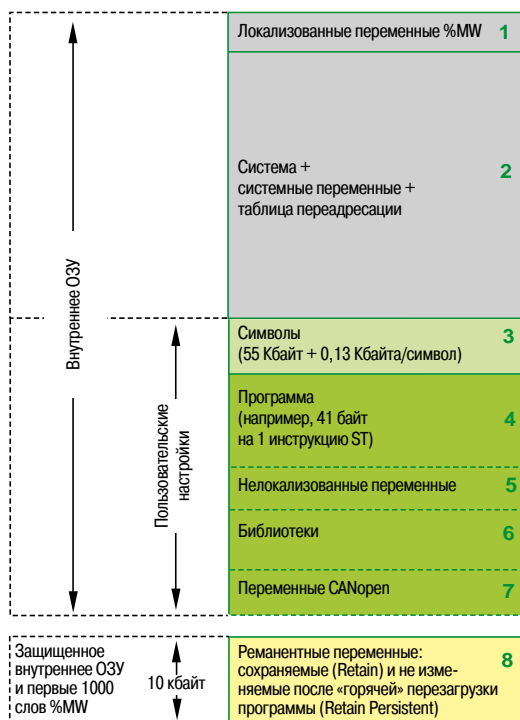 Локализованные переменные %MW 1
Система +
системные переменные +
таблица переадресации
2
Внутреннее ОЗУ
Символы
(55 Кбайт + 0,13 Кбайта/символ)
3
Пользовательские
настройки
Программа
(например, 41 байт
на 1 инструкцию ST)
4
Нелокализованные переменные 5
Библиотеки 6
Переменные CANopen 7
Защищенное
внутреннее ОЗУ
и первые 1000
слов %MW
10 кбайт
Реманентные переменные:
сохраняемые (Retain) и не изме-
няемые после «горячей» перезагрузки
программы (Retain Persistent)
8